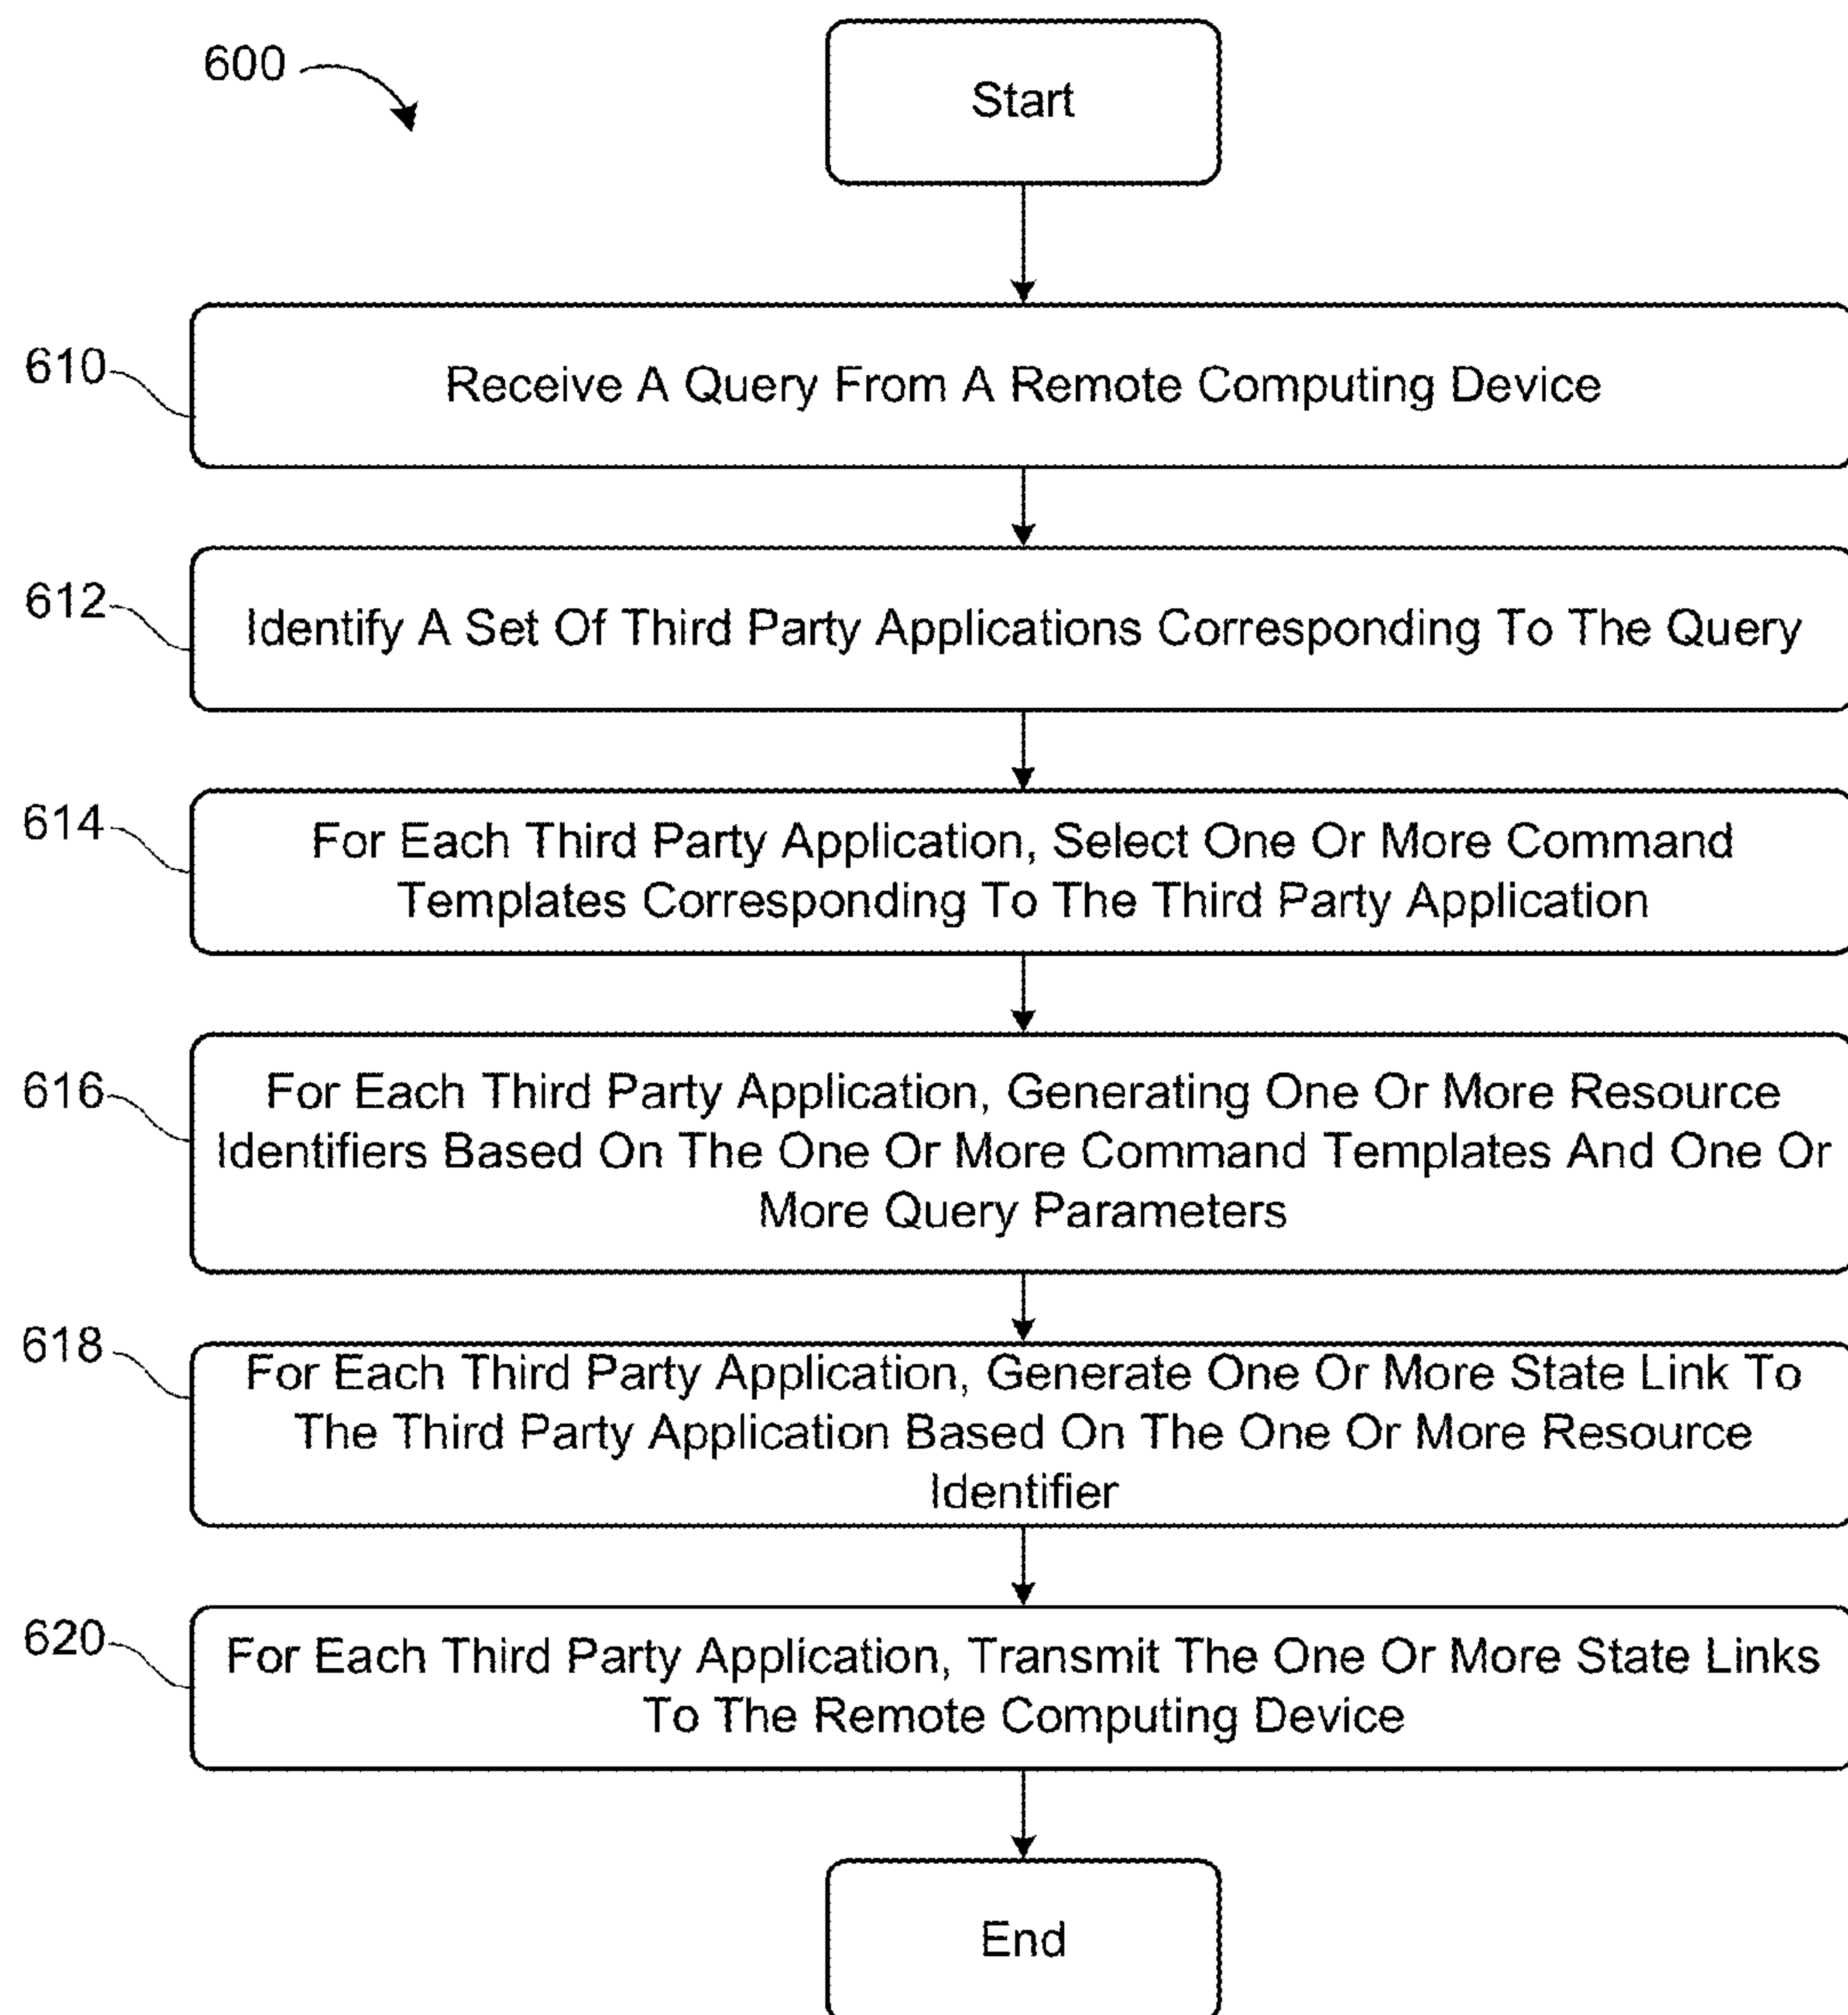 600
Start
610
Receive A Query From A Remote Computing Device
612
Identify A Set Of Third Party Applications Corresponding To The Query
614
For Each Third Party Application, Select One Or More Command
Templates Corresponding To The Third Party Application
616
For Each Third Party Application, Generating One Or More Resource
Identifiers Based On The One Or More Command Templates And One Or
More Query Parameters
618
For Each Third Party Application, Generate One Or More State Link To
The Third Party Application Based On The One Or More Resource
Identifier
620
For Each Third Party Application, Transmit The One Or More State Links
To The Remote Computing Device
End